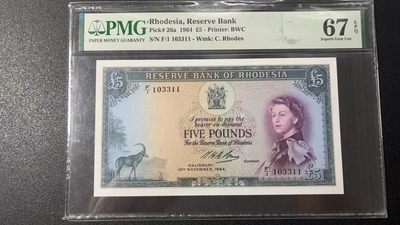 PMG
PAPER MONEY GUARANTY
Rhodesia, Reserve Bank
Pick# 26a 1964 £5 - Printer: BWC
S/N F/1 103311 - Wmk: C. Rhodes
67 EPQ
Superb Gem Unc
RESERVE BANK OF RHODESIA
£5
£5
F/1 103311
I promise to pay the
bearer on demand
FIVE POUNDS
For the Reserve Bank of Rhodesia
Governor.
SALISBURY
10TH NOVEMBER, 1964.
F/1 103311
£5